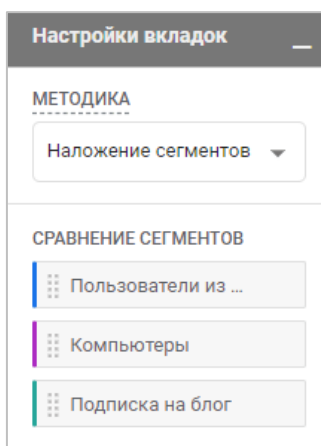 Настройки вкладок
МЕТОДИКА
Наложение сегментов
СРАВНЕНИЕ СЕГМЕНТОВ
Пользователи из ...
Компьютеры
Подписка на блог